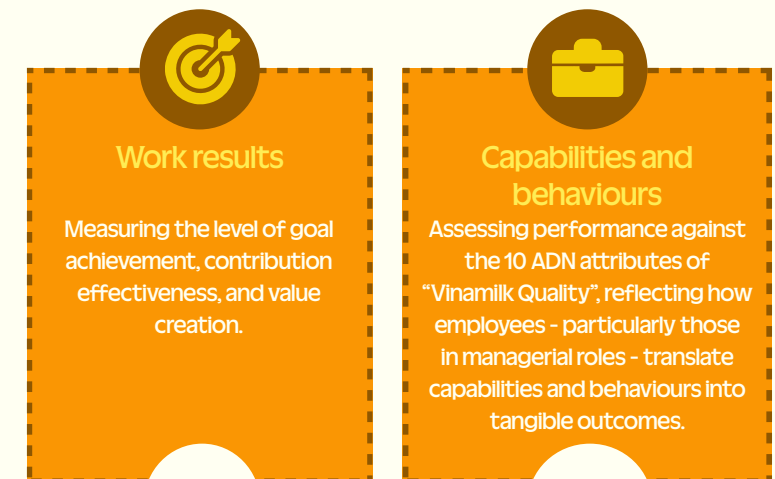 Work results
Measuring the level of goal
achievement, contribution
effectiveness, and value
creation.
Capabilities and
behaviours
Assessing performance against
the 10 ADN attributes of
“Vinamilk Quality”, reflecting how
employees - particularly those
in managerial roles - translate
capabilities and behaviours into
tangible outcomes.